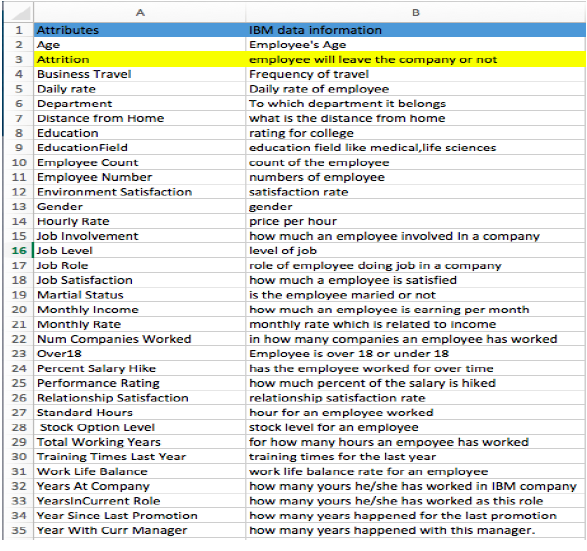 A B
1 Attributes IBM data information
2 Age Employee's Age
3 Attrition employee will leave the company or not
4 Business Travel Frequency of travel
5 Daily rate Daily rate of employee
6 Department To which department it belongs
7 Distance from Home what is the distance from home
8 Education rating for college
9 EducationField education field like medical,life sciences
10 Employee Count count of the employee
11 Employee Number numbers of employee
12 Environment Satisfaction satisfaction rate
13 Gender gender
14 Hourly Rate price per hour
15 Job Involvement how much an employee involved In a company
16 Job Level level of job
17 Job Role role of employee doing job in a company
18 Job Satisfaction how much a employee is satisfied
19 Martial Status is the employee maried or not
20 Monthly Income how much an employee is earning per month
21 Monthly Rate monthly rate which is related to income
22 Num Companies Worked in how many companies an employee has worked
23 Over18 Employee is over 18 or under 18
24 Percent Salary Hike has the employee worked for over time
25 Performance Rating how much percent of the salary is hiked
26 Relationship Satisfaction relationship satisfaction rate
27 Standard Hours hour for an employee worked
28 Stock Option Level stock level for an employee
29 Total Working Years for how many hours an empoyee has worked
30 Training Times Last Year training times for the last year
31 Work Life Balance work life balance rate for an employee
32 Years At Company how many yours he/she has worked in IBM company
33 YearsInCurrent Role how many years he/she has worked as this role
34 Year Since Last Promotion how many years happened for the last promotion
35 Year With Curr Manager how many years happened with this manager.